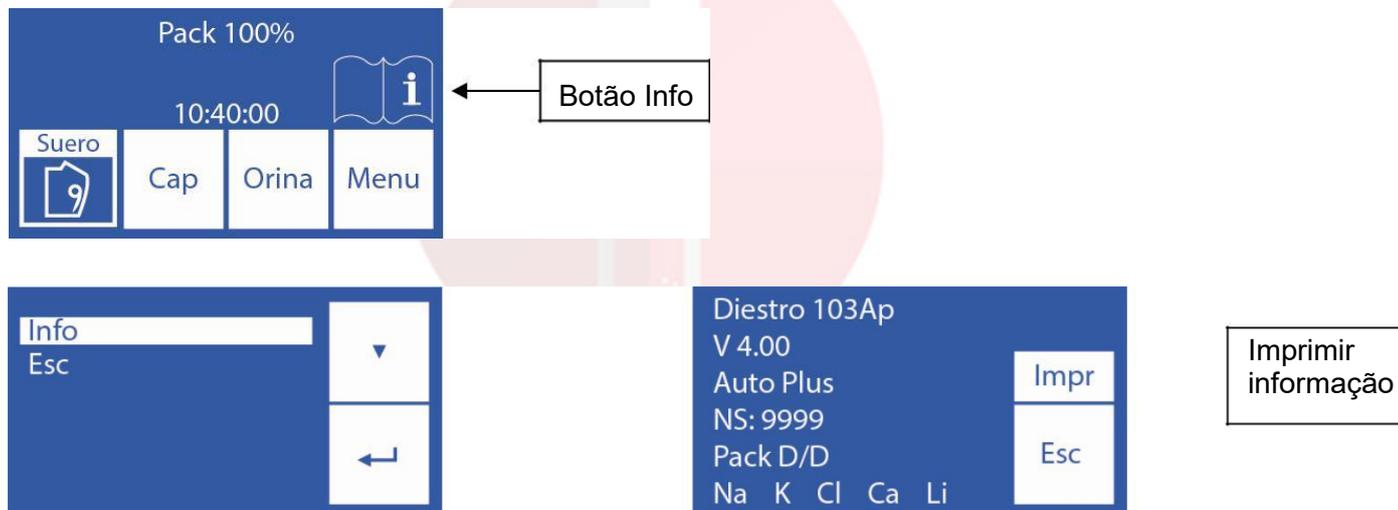 Pack 100%
10:40:00
i
Botão Info
Suero
Cap
Orina
Menu
Info
Esc
Diestro 103Ap
V 4.00
Auto Plus
NS: 9999
Pack D/D
Na K Cl Ca Li
Impr
Esc
Imprimir
informação